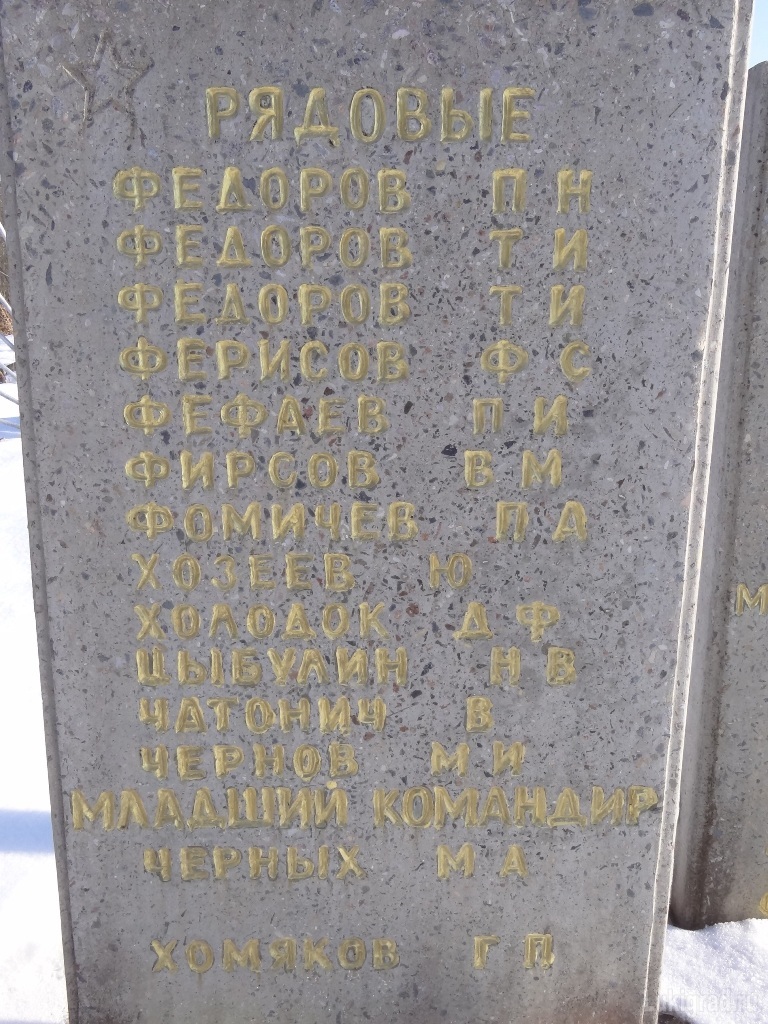 РЯДОВЫЕ
ФЕДОРОВ П Н
ФЕДОРОВ Т И
ФЕДОРОВ Т И
ФЕРИСОВ Ф С
ФЕФАЕВ П И
ФИРСОВ В М
ФОМИЧЕВ П А
ХОЗЕЕВ Ю
ХОЛОДОК Д Ф
ЦЫБУЛИН Н В
ЧАТОНИЧ В
ЧЕРНОВ М И
МЛАДШИЙ КОМАНДИР
ЧЕРНЫХ М А
ХОМЯКОВ Г П